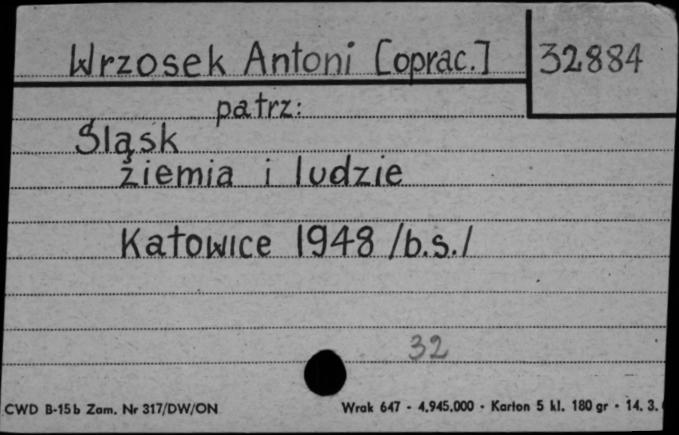 Wrzosek Antoni [oprac.]
32884
patrz:
Śląsk
ziemia i ludzie
Katowice 1948 /b.s./
32
CWD B-15b Zam. Nr 317/DW/ON
Wrak 647 - 4.945.000 - Karton 5 kl. 180 gr - 14. 3.